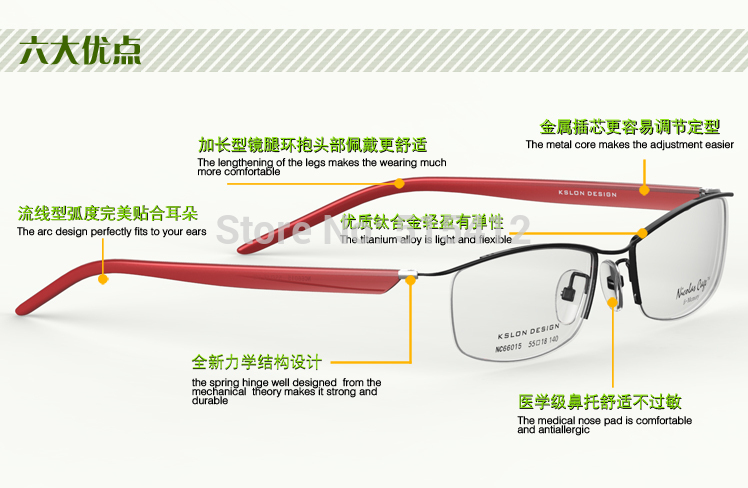 六大优点
金属插芯更容易调节定型
The metal core makes the adjustment easier
加长型镜腿环抱头部佩戴更舒适
The lengthening of the legs makes the wearing much
more comfortable
KSLON DESIGN
流线型弧度完美贴合耳朵
The arc design perfectly fits to your ears
优质钛合金轻盈有弹性
The titanium alloy is light and flexible
KSLON DESIGN
NC66015 55□18 140
全新力学结构设计
the spring hinge well designed from the
mechanical theory makes it strong and
durable
医学级鼻托舒适不过敏
The medical nose pad is comfortable
and antiallergic